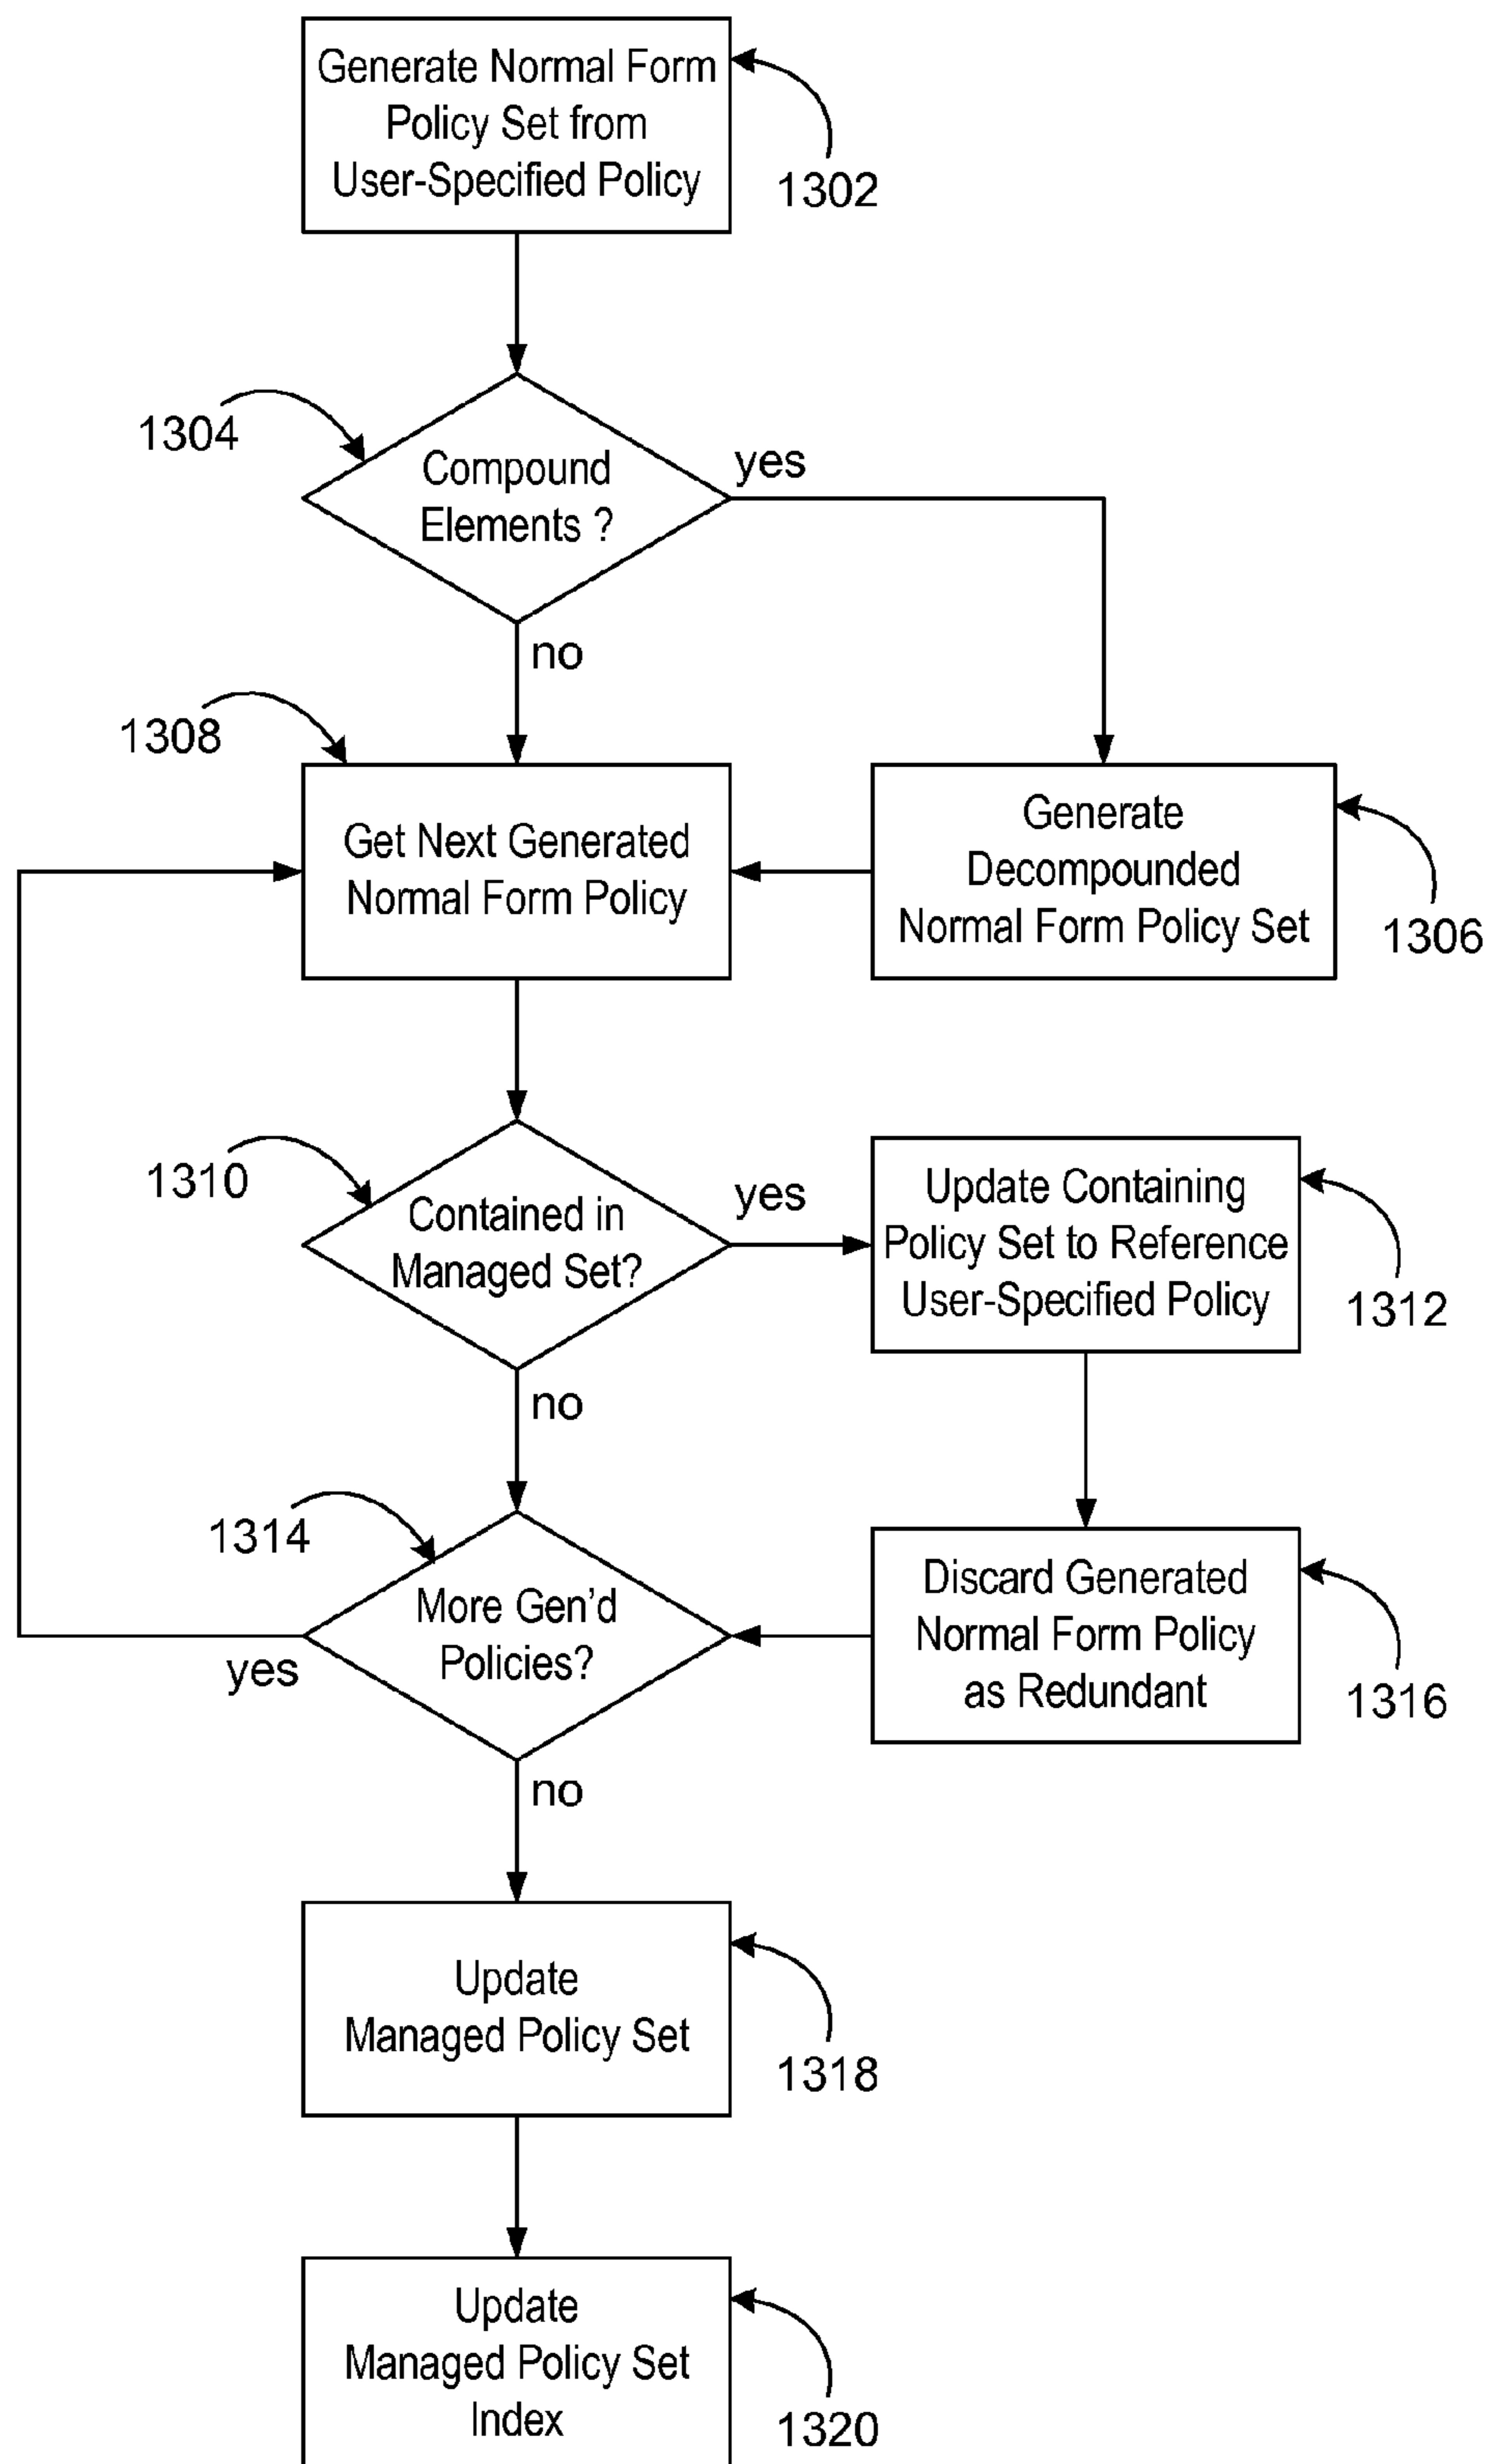 Generate Normal Form
Policy Set from
User-Specified Policy
1302
1304
Compound
Elements ?
yes
no
1308
Get Next Generated
Normal Form Policy
Generate
Decompounded
Normal Form Policy Set
1306
1310
Contained in
Managed Set?
yes
Update Containing
Policy Set to Reference
User-Specified Policy
1312
no
1314
More Gen'd
Policies?
yes
Discard Generated
Normal Form Policy
as Redundant
1316
no
Update
Managed Policy Set
1318
Update
Managed Policy Set
Index
1320